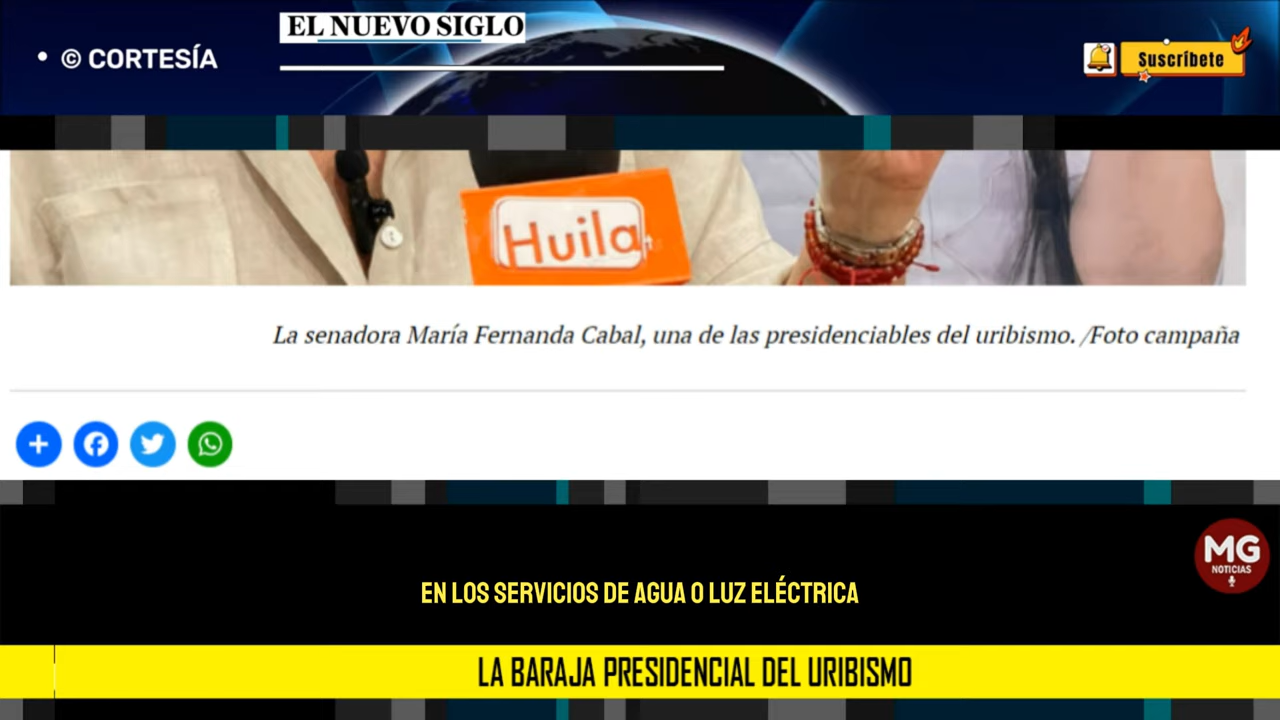 EL NUEVO SIGLO
• © CORTESÍA
Suscríbete
Huila
La senadora María Fernanda Cabal, una de las presidenciables del uribismo. /Foto campaña
MG
NOTICIAS
EN LOS SERVICIOS DE AGUA O LUZ ELÉCTRICA
LA BARAJA PRESIDENCIAL DEL URIBISMO